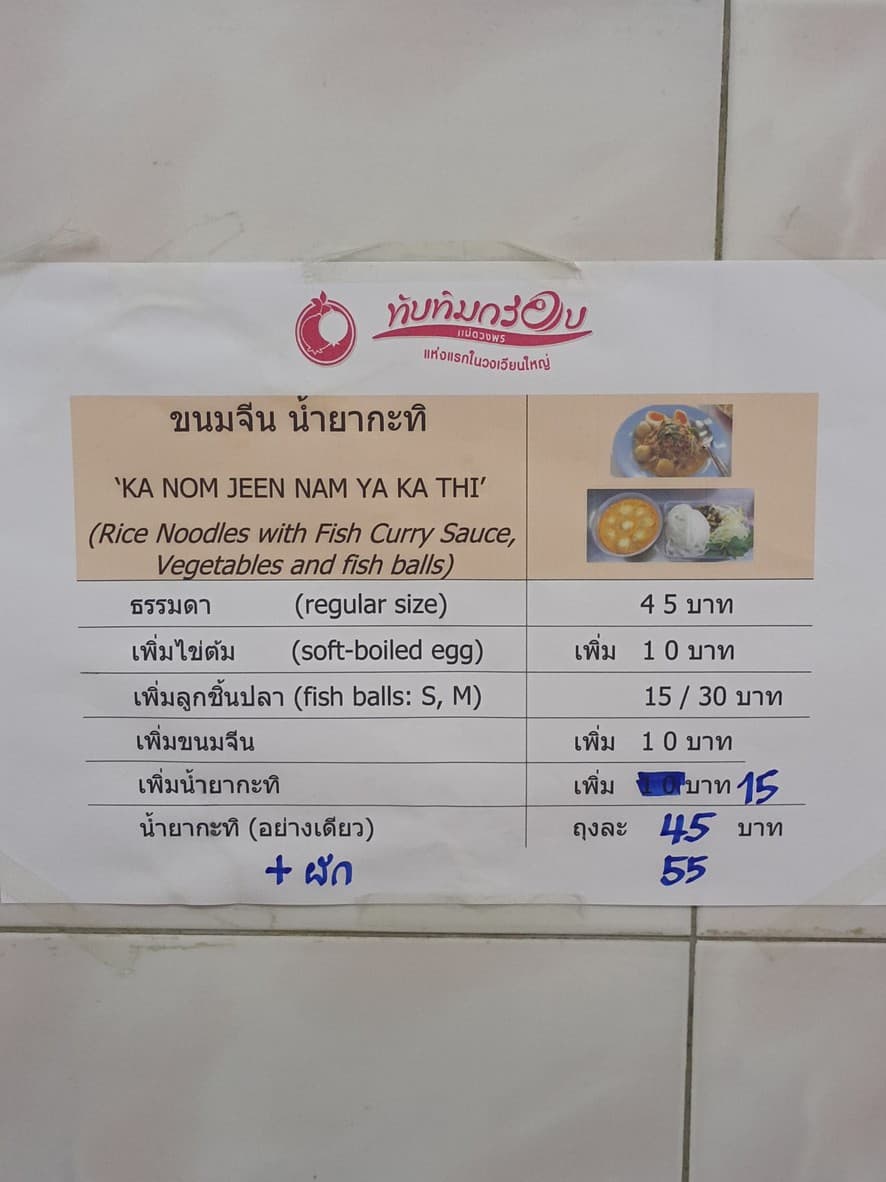 ทับทิมกรอบ
แม่ดวงพร
แห่งแรกในวงเวียนใหญ่
ขนมจีน น้ำยากะทิ
‘KA NOM JEEN NAM YA KA THI’
(Rice Noodles with Fish Curry Sauce,
Vegetables and fish balls)
ธรรมดา (regular size) 4 5 บาท
เพิ่มไข่ต้ม (soft-boiled egg) เพิ่ม 1 0 บาท
เพิ่มลูกชิ้นปลา (fish balls: S, M) 15 / 30 บาท
เพิ่มขนมจีน เพิ่ม 1 0 บาท
เพิ่มน้ำยากะทิ เพิ่ม 1 0 บาท 15
น้ำยากะทิ (อย่างเดียว) ถุงละ 45 บาท
+ ผัก 55